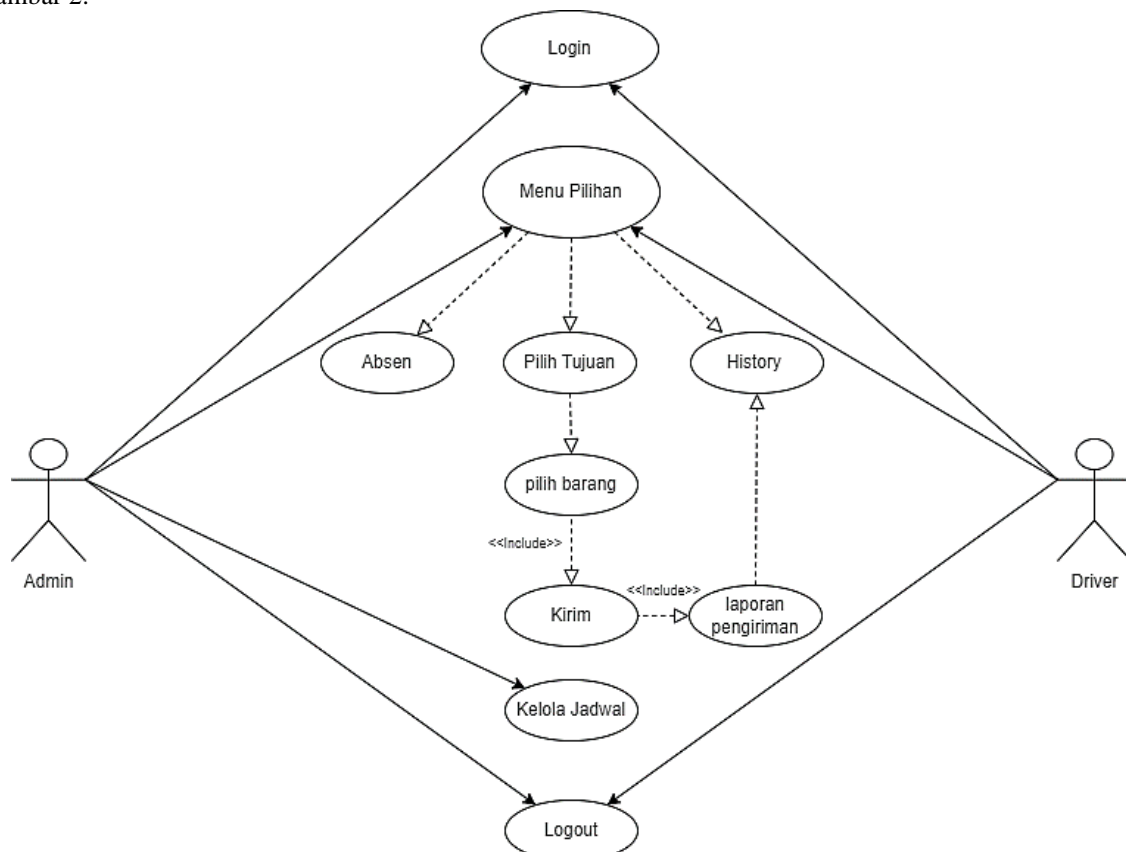 Login
Menu Pilihan
Absen
Pilih Tujuan
History
pilih barang
<<Include>>
Admin
Driver
Kirim
<<Include>>
laporan
pengiriman
Kelola Jadwal
Logout